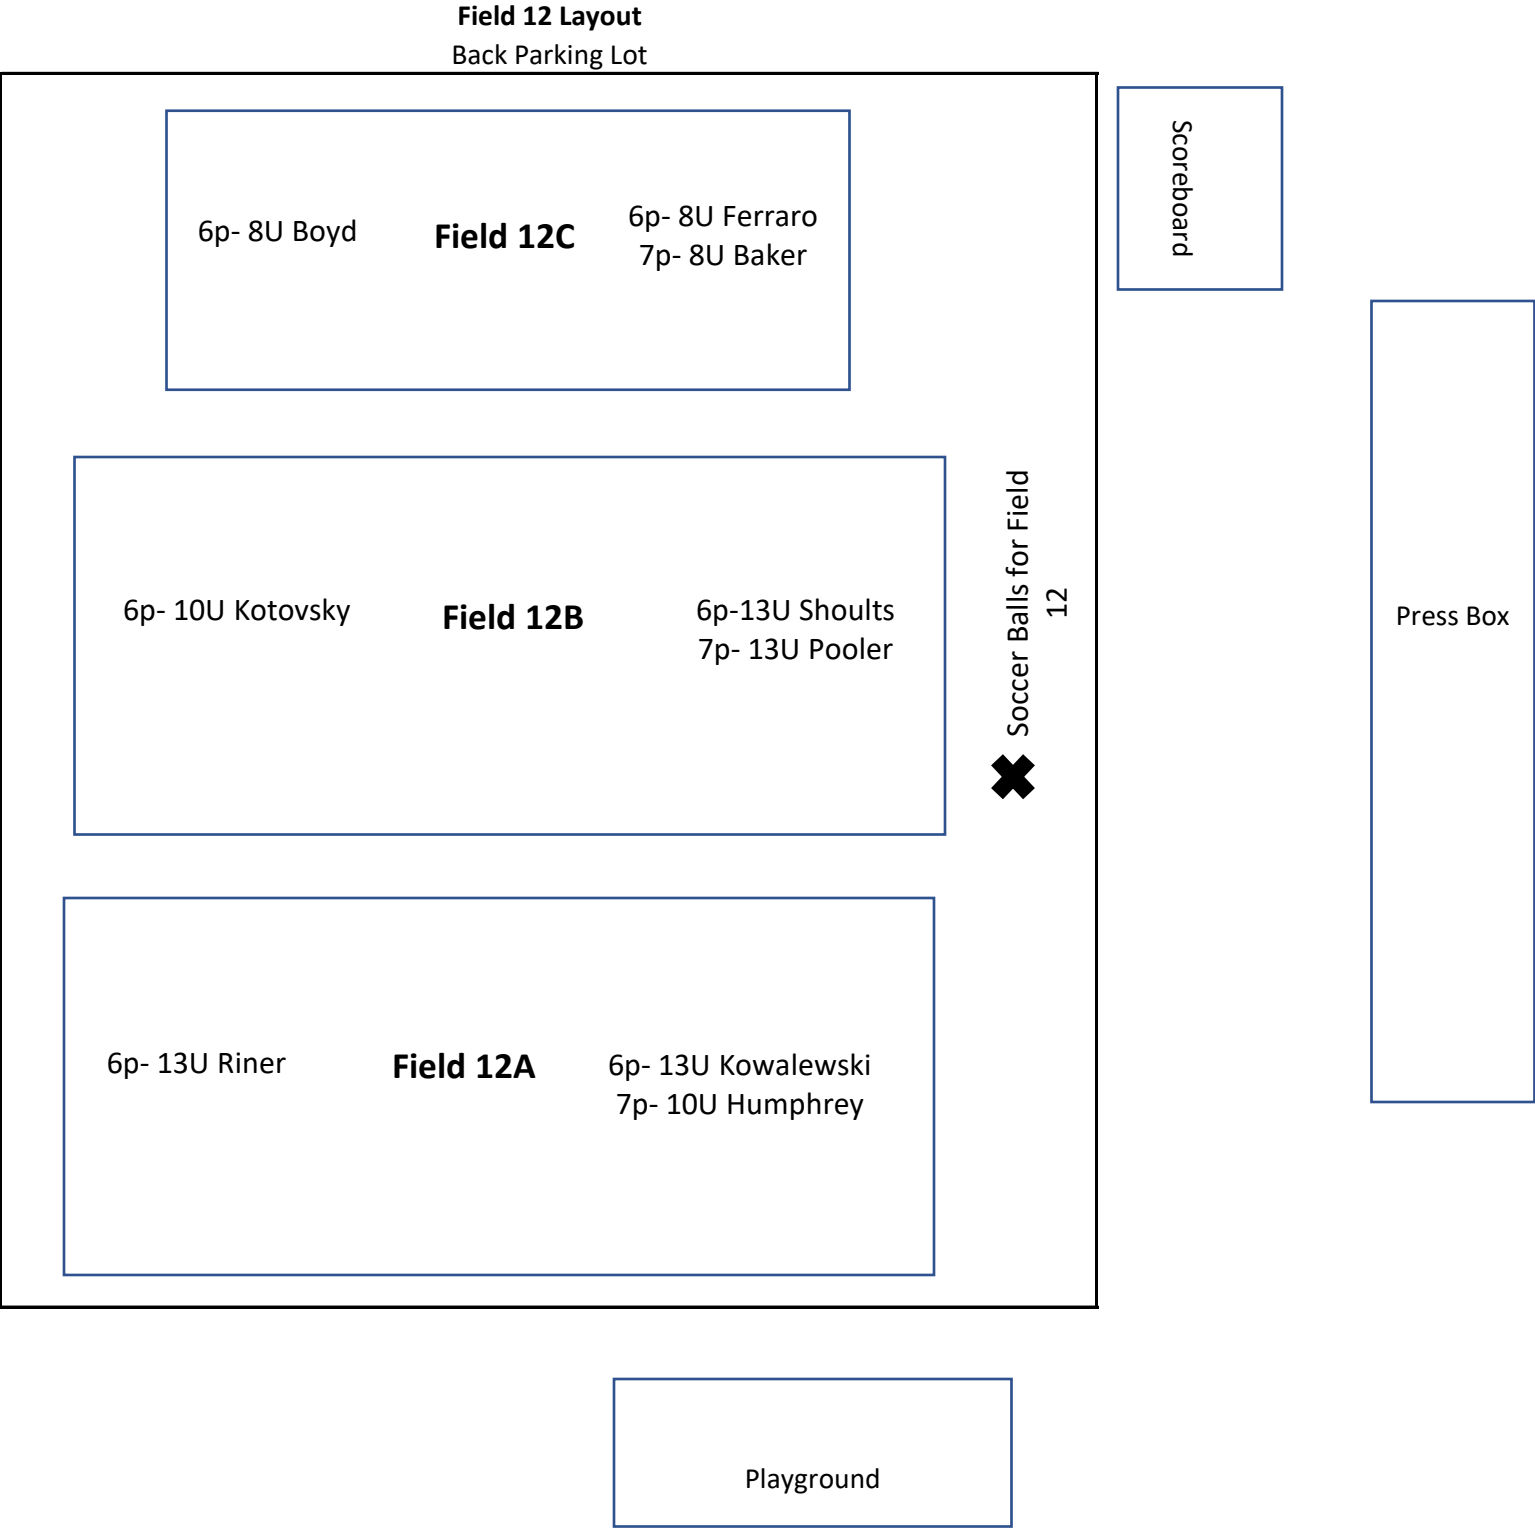 Field 12 Layout
Back Parking Lot
Scoreboard
6p- 8U Boyd
Field 12C
6p- 8U Ferraro
7p- 8U Baker
6p- 10U Kotovsky
Field 12B
6p-13U Shoults
7p- 13U Pooler
Soccer Balls for Field
12
Press Box
6p- 13U Riner
Field 12A
6p- 13U Kowalewski
7p- 10U Humphrey
Playground